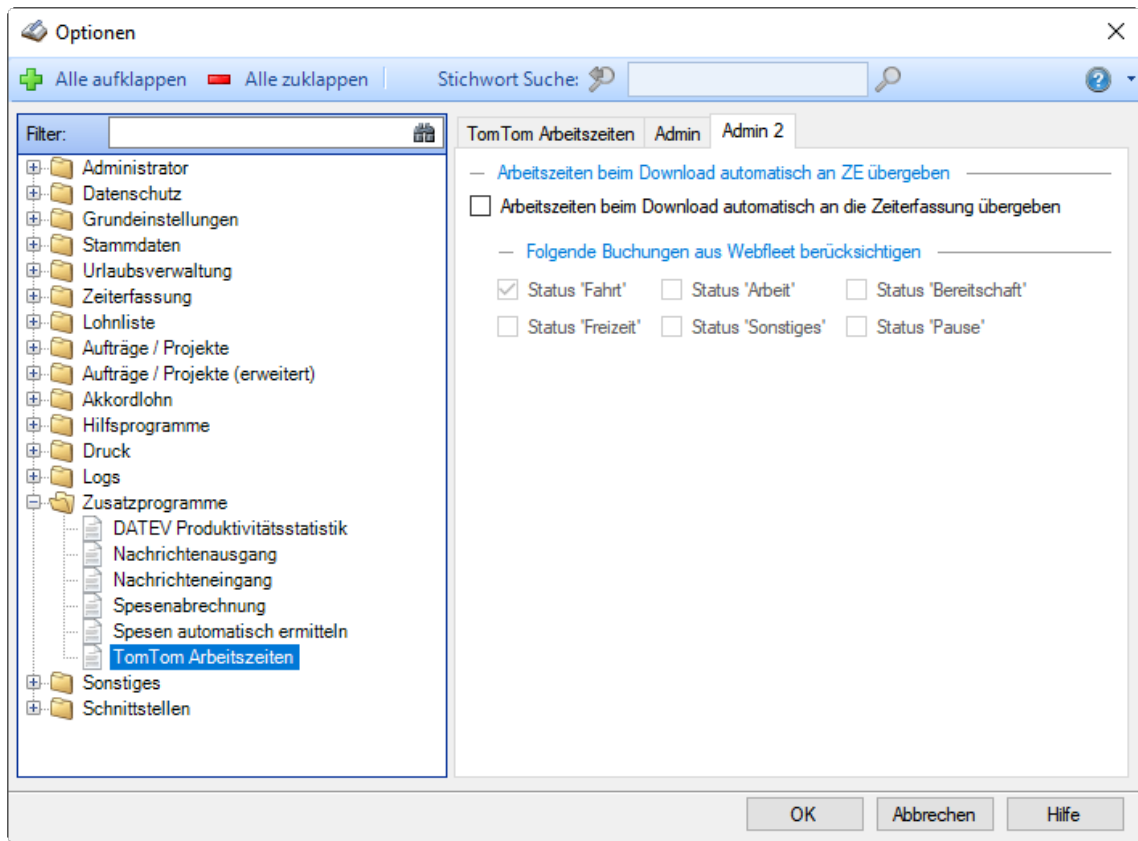 Optionen
Alle aufklappen Alle zuklappen Stichwort Suche:
Filter:
Administrator
Datenschutz
Grundeinstellungen
Stammdaten
Urlaubsverwaltung
Zeiterfassung
Lohnliste
Aufträge / Projekte
Aufträge / Projekte (erweitert)
Akkordlohn
Hilfsprogramme
Druck
Logs
Zusatzprogramme
DATEV Produktivitätsstatistik
Nachrichtenausgang
Nachrichteneingang
Spesenabrechnung
Spesen automatisch ermitteln
TomTom Arbeitszeiten
Sonstiges
Schnittstellen
TomTom Arbeitszeiten Admin Admin 2
Arbeitszeiten beim Download automatisch an ZE übergeben
Arbeitszeiten beim Download automatisch an die Zeiterfassung übergeben
Folgende Buchungen aus Webfleet berücksichtigen
Status 'Fahrt' Status 'Arbeit' Status 'Bereitschaft'
Status 'Freizeit' Status 'Sonstiges' Status 'Pause'
OK Abbrechen Hilfe